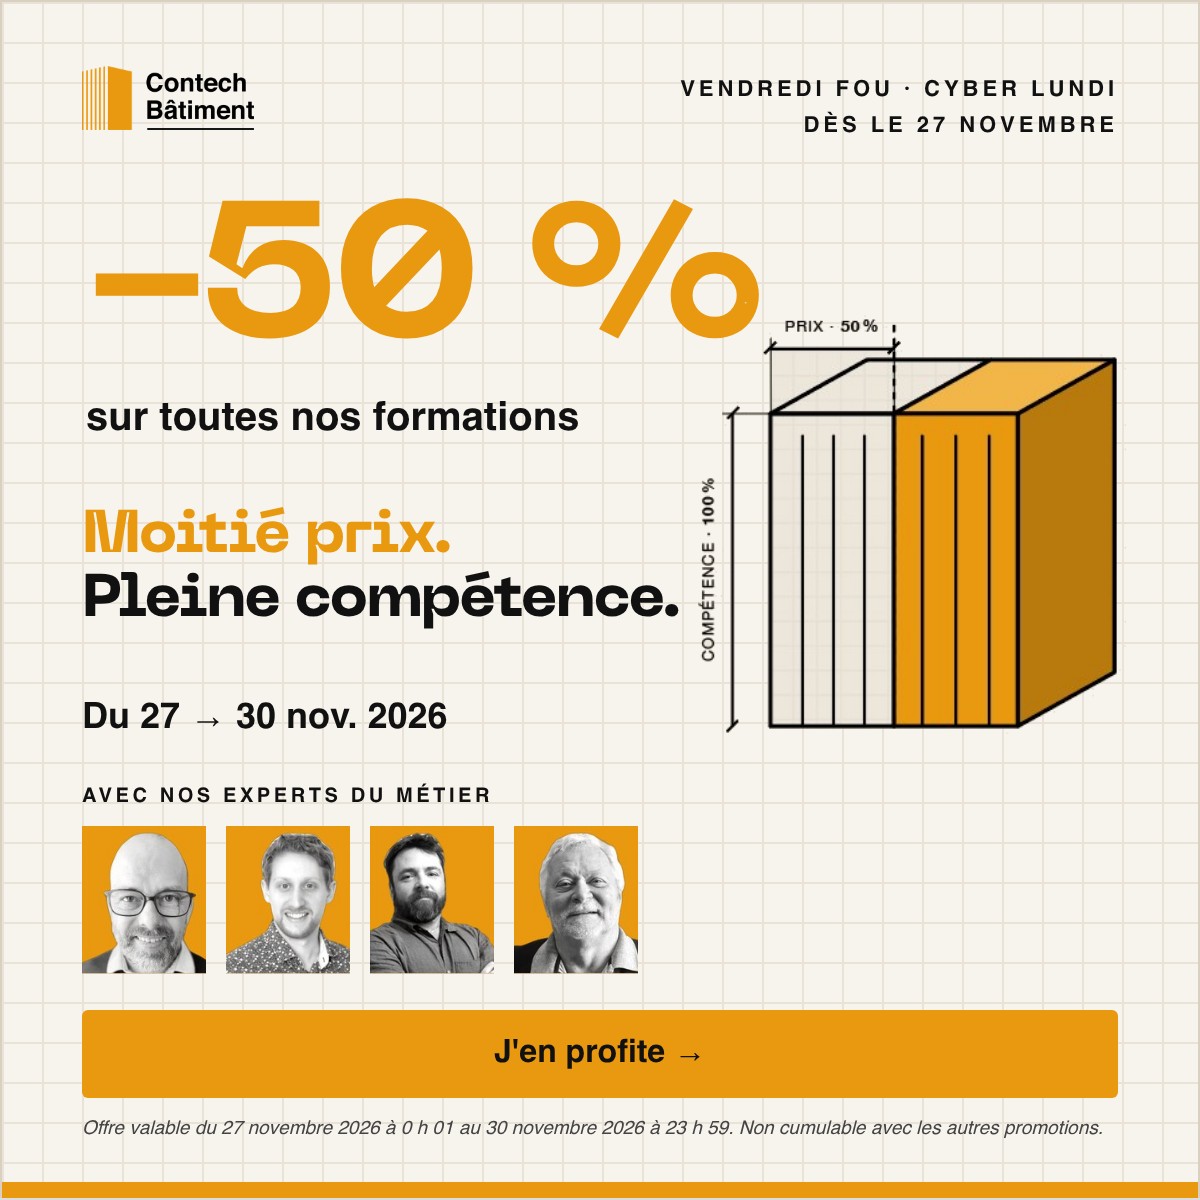 Contech
Bâtiment
VENDREDI FOU · CYBER LUNDI
DÈS LE 27 NOVEMBRE
–50 %
sur toutes nos formations
Moitié prix.
Pleine compétence.
PRIX · 50 %
COMPÉTENCE · 100 %
Du 27 → 30 nov. 2026
AVEC NOS EXPERTS DU MÉTIER
J'en profite →
Offre valable du 27 novembre 2026 à 0 h 01 au 30 novembre 2026 à 23 h 59. Non cumulable avec les autres promotions.